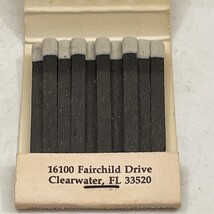 16100 Fairchild Drive
Clearwater, FL 33520